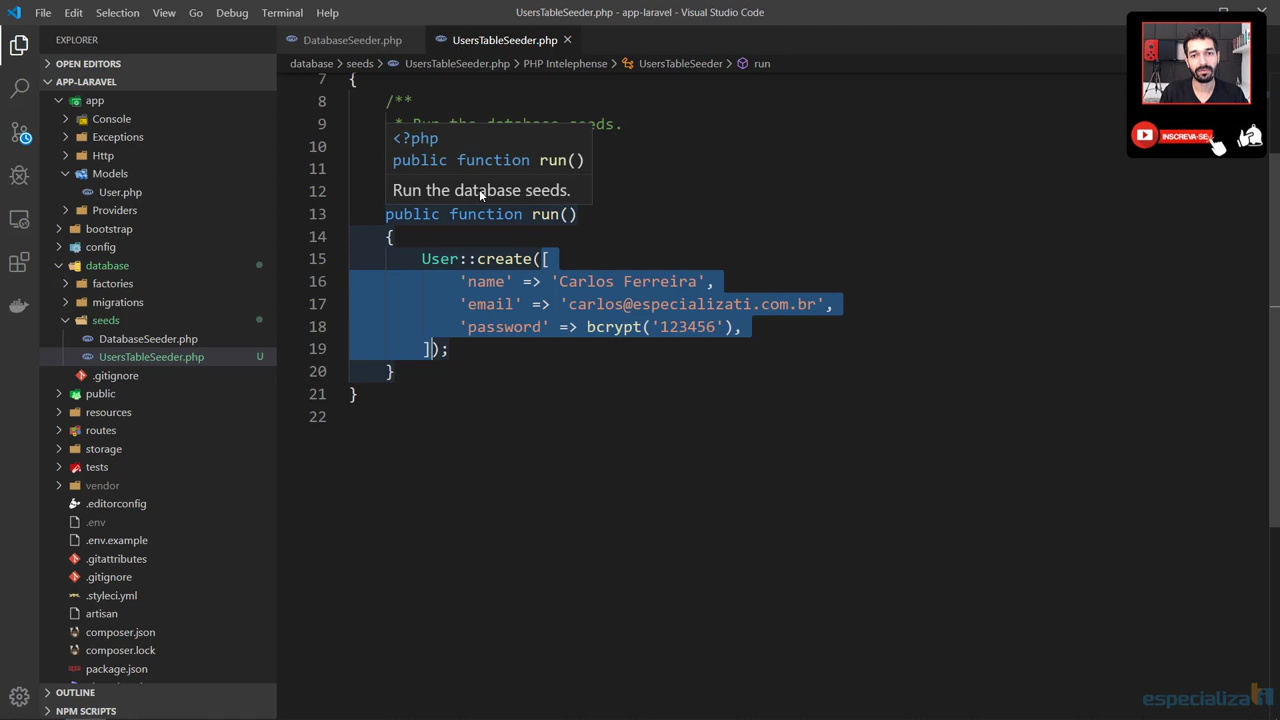 File Edit Selection View Go Debug Terminal Help
UsersTableSeeder.php - app-laravel - Visual Studio Code
EXPLORER
OPEN EDITORS
APP-LARAVEL
app
Console
Exceptions
Http
Models
User.php
Providers
bootstrap
config
database
factories
migrations
seeds
DatabaseSeeder.php
UsersTableSeeder.php U
.gitignore
public
resources
routes
storage
tests
vendor
.editorconfig
.env
.env.example
.gitattributes
.gitignore
.styleci.yml
artisan
composer.json
composer.lock
package.json
OUTLINE
NPM SCRIPTS
DatabaseSeeder.php UsersTableSeeder.php
database > seeds > UsersTableSeeder.php > PHP Intelephense > UsersTableSeeder > run
7 {
8 /**
9 * Run the database seeds.
<?php
10
public function run()
11
12
Run the database seeds.
13 public function run()
14 {
15 User::create([
16 'name' => 'Carlos Ferreira',
17 'email' => 'carlos@especializati.com.br',
18 'password' => bcrypt('123456'),
19 ]);
20 }
21 }
22
INSCREVA-SE
especializati